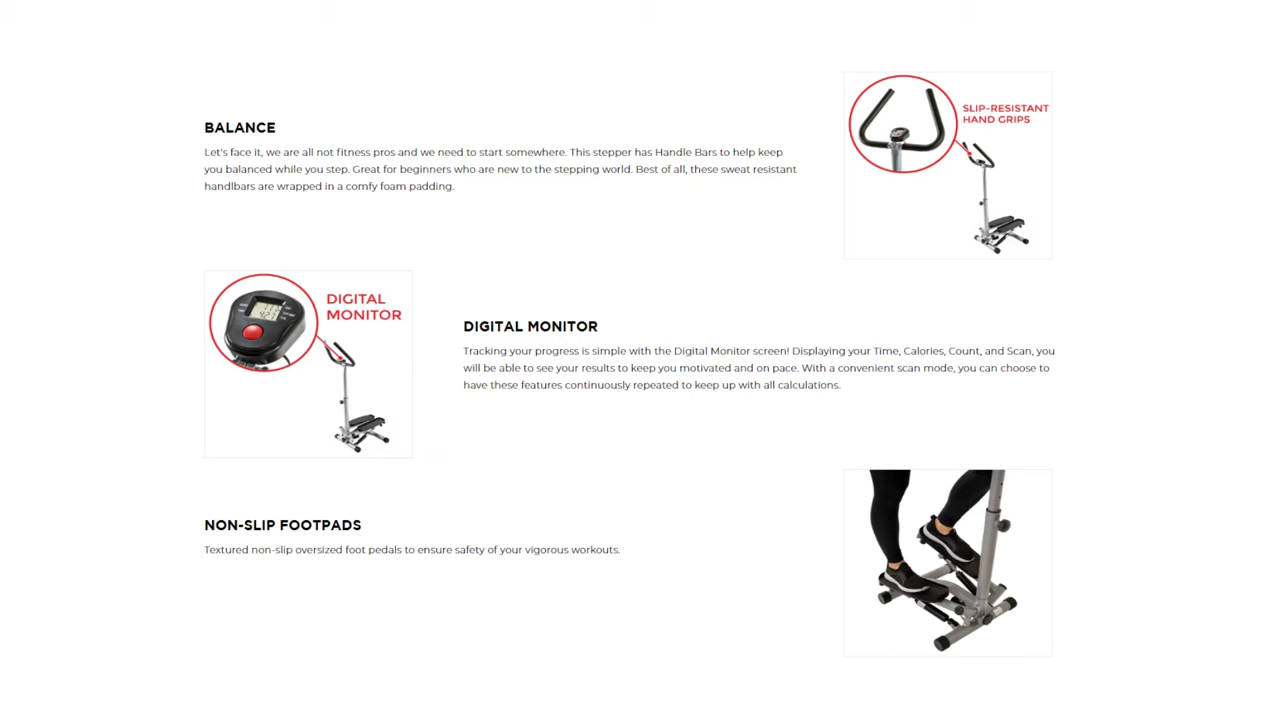 BALANCE
Let's face it, we are all not fitness pros and we need to start somewhere. This stepper has Handle Bars to help keep
you balanced while you step. Great for beginners who are new to the stepping world. Best of all, these sweat resistant
handlbars are wrapped in a comfy foam padding.
SLIP-RESISTANT
HAND GRIPS
DIGITAL
MONITOR
DIGITAL MONITOR
Tracking your progress is simple with the Digital Monitor screen! Displaying your Time, Calories, Count, and Scan, you
will be able to see your results to keep you motivated and on pace. With a convenient scan mode, you can choose to
have these features continuously repeated to keep up with all calculations.
NON-SLIP FOOTPADS
Textured non-slip oversized foot pedals to ensure safety of your vigorous workouts.